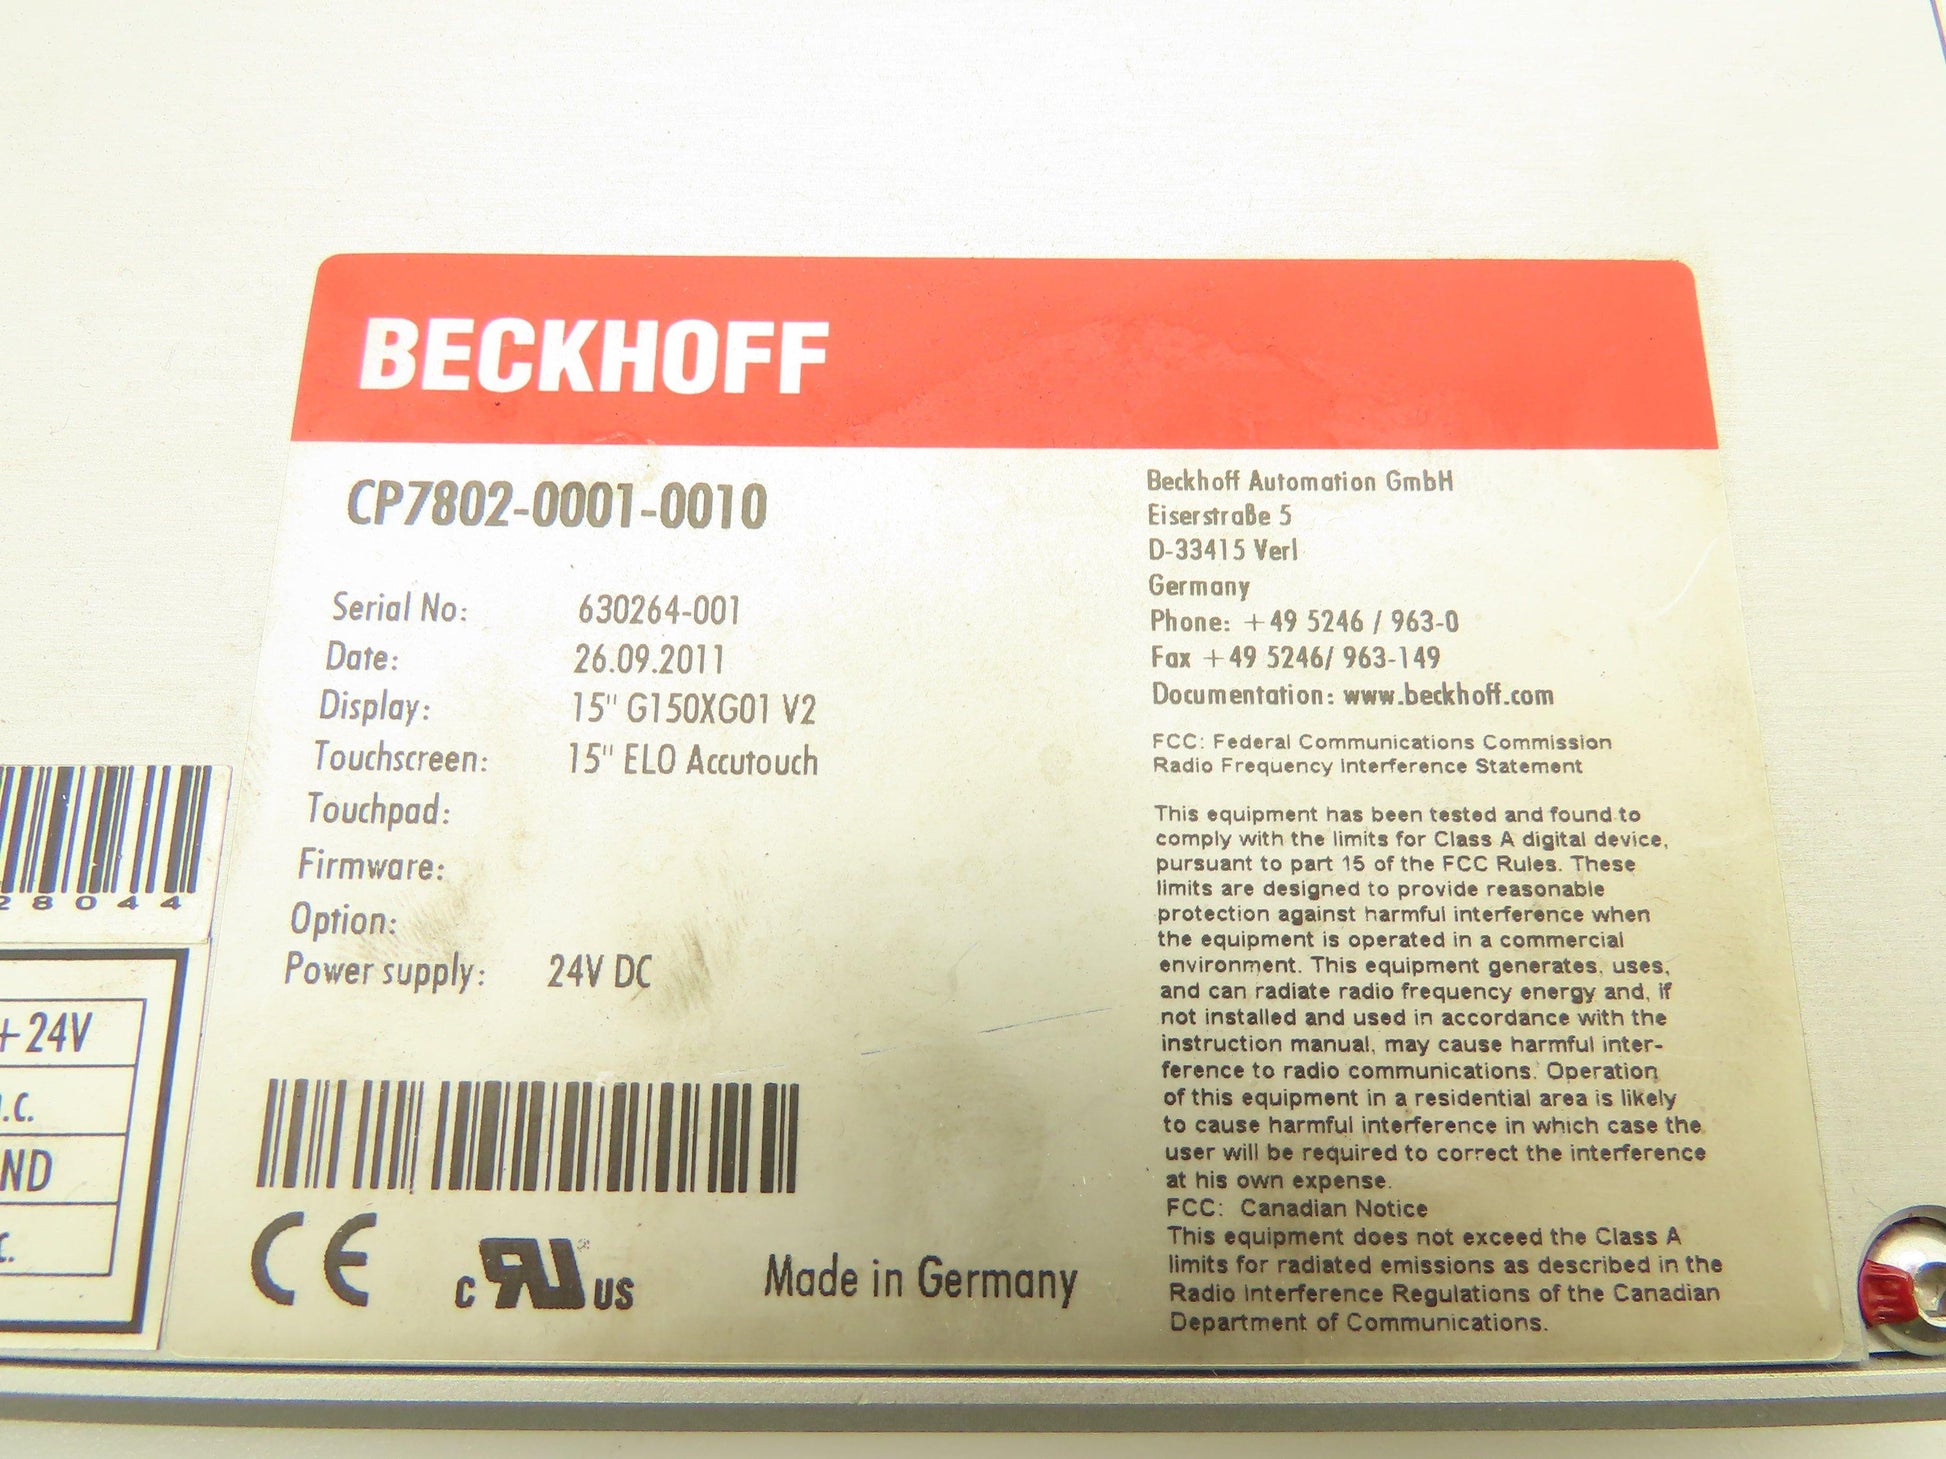 BECKHOFF
CP7802-0001-0010
Serial No: 630264-001
Date: 26.09.2011
Display: 15" G150XG01 V2
Touchscreen: 15" ELO Accutouch
Touchpad:
Firmware:
Option:
Power supply: 24V DC
CE
c RU US
Made in Germany
Beckhoff Automation GmbH
Eiserstraße 5
D-33415 Verl
Germany
Phone: +49 5246 / 963-0
Fax +49 5246/ 963-149
Documentation: www.beckhoff.com
FCC: Federal Communications Commission
Radio Frequency Interference Statement
This equipment has been tested and found to
comply with the limits for Class A digital device,
pursuant to part 15 of the FCC Rules. These
limits are designed to provide reasonable
protection against harmful interference when
the equipment is operated in a commercial
environment. This equipment generates, uses,
and can radiate radio frequency energy and, if
not installed and used in accordance with the
instruction manual, may cause harmful inter-
ference to radio communications. Operation
of this equipment in a residential area is likely
to cause harmful interference in which case the
user will be required to correct the interference
at his own expense.
FCC: Canadian Notice
This equipment does not exceed the Class A
limits for radiated emissions as described in the
Radio Interference Regulations of the Canadian
Department of Communications.
28044
+24V
.c.
ND